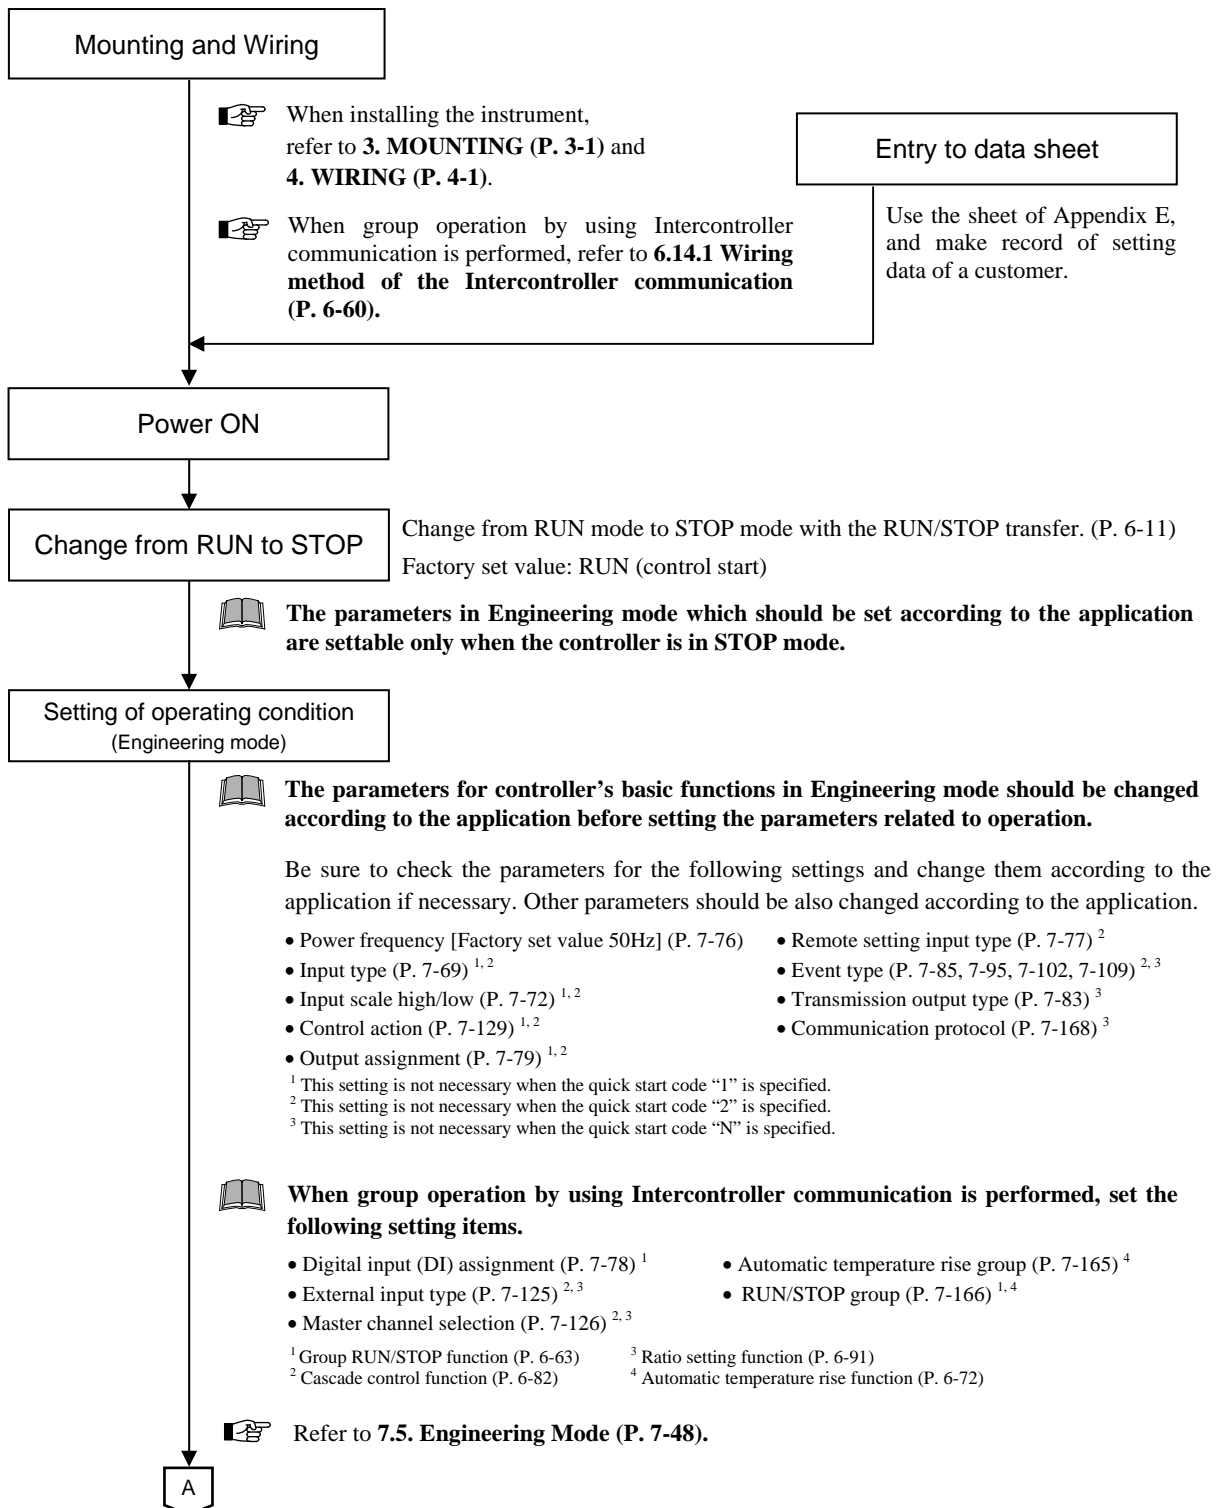 Mounting and Wiring
When installing the instrument,
refer to 3. MOUNTING (P. 3-1) and
4. WIRING (P. 4-1).
When group operation by using Intercontroller
communication is performed, refer to 6.14.1 Wiring
method of the Intercontroller communication
(P. 6-60).
Entry to data sheet
Use the sheet of Appendix E,
and make record of setting
data of a customer.
Power ON
Change from RUN to STOP
Change from RUN mode to STOP mode with the RUN/STOP transfer. (P. 6-11)
Factory set value: RUN (control start)
The parameters in Engineering mode which should be set according to the application
are settable only when the controller is in STOP mode.
Setting of operating condition
(Engineering mode)
The parameters for controller's basic functions in Engineering mode should be changed
according to the application before setting the parameters related to operation.
Be sure to check the parameters for the following settings and change them according to the
application if necessary. Other parameters should be also changed according to the application.
• Power frequency [Factory set value 50Hz] (P. 7-76)
• Input type (P. 7-69) 1, 2
• Input scale high/low (P. 7-72) 1, 2
• Control action (P. 7-129) 1, 2
• Output assignment (P. 7-79) 1, 2
• Remote setting input type (P. 7-77) 2
• Event type (P. 7-85, 7-95, 7-102, 7-109) 2, 3
• Transmission output type (P. 7-83) 3
• Communication protocol (P. 7-168) 3
1 This setting is not necessary when the quick start code “1” is specified.
2 This setting is not necessary when the quick start code “2” is specified.
3 This setting is not necessary when the quick start code “N” is specified.
When group operation by using Intercontroller communication is performed, set the
following setting items.
• Digital input (DI) assignment (P. 7-78) 1
• External input type (P. 7-125) 2, 3
• Master channel selection (P. 7-126) 2, 3
• Automatic temperature rise group (P. 7-165) 4
• RUN/STOP group (P. 7-166) 1, 4
1 Group RUN/STOP function (P. 6-63)
2 Cascade control function (P. 6-82)
3 Ratio setting function (P. 6-91)
4 Automatic temperature rise function (P. 6-72)
Refer to 7.5. Engineering Mode (P. 7-48).
A